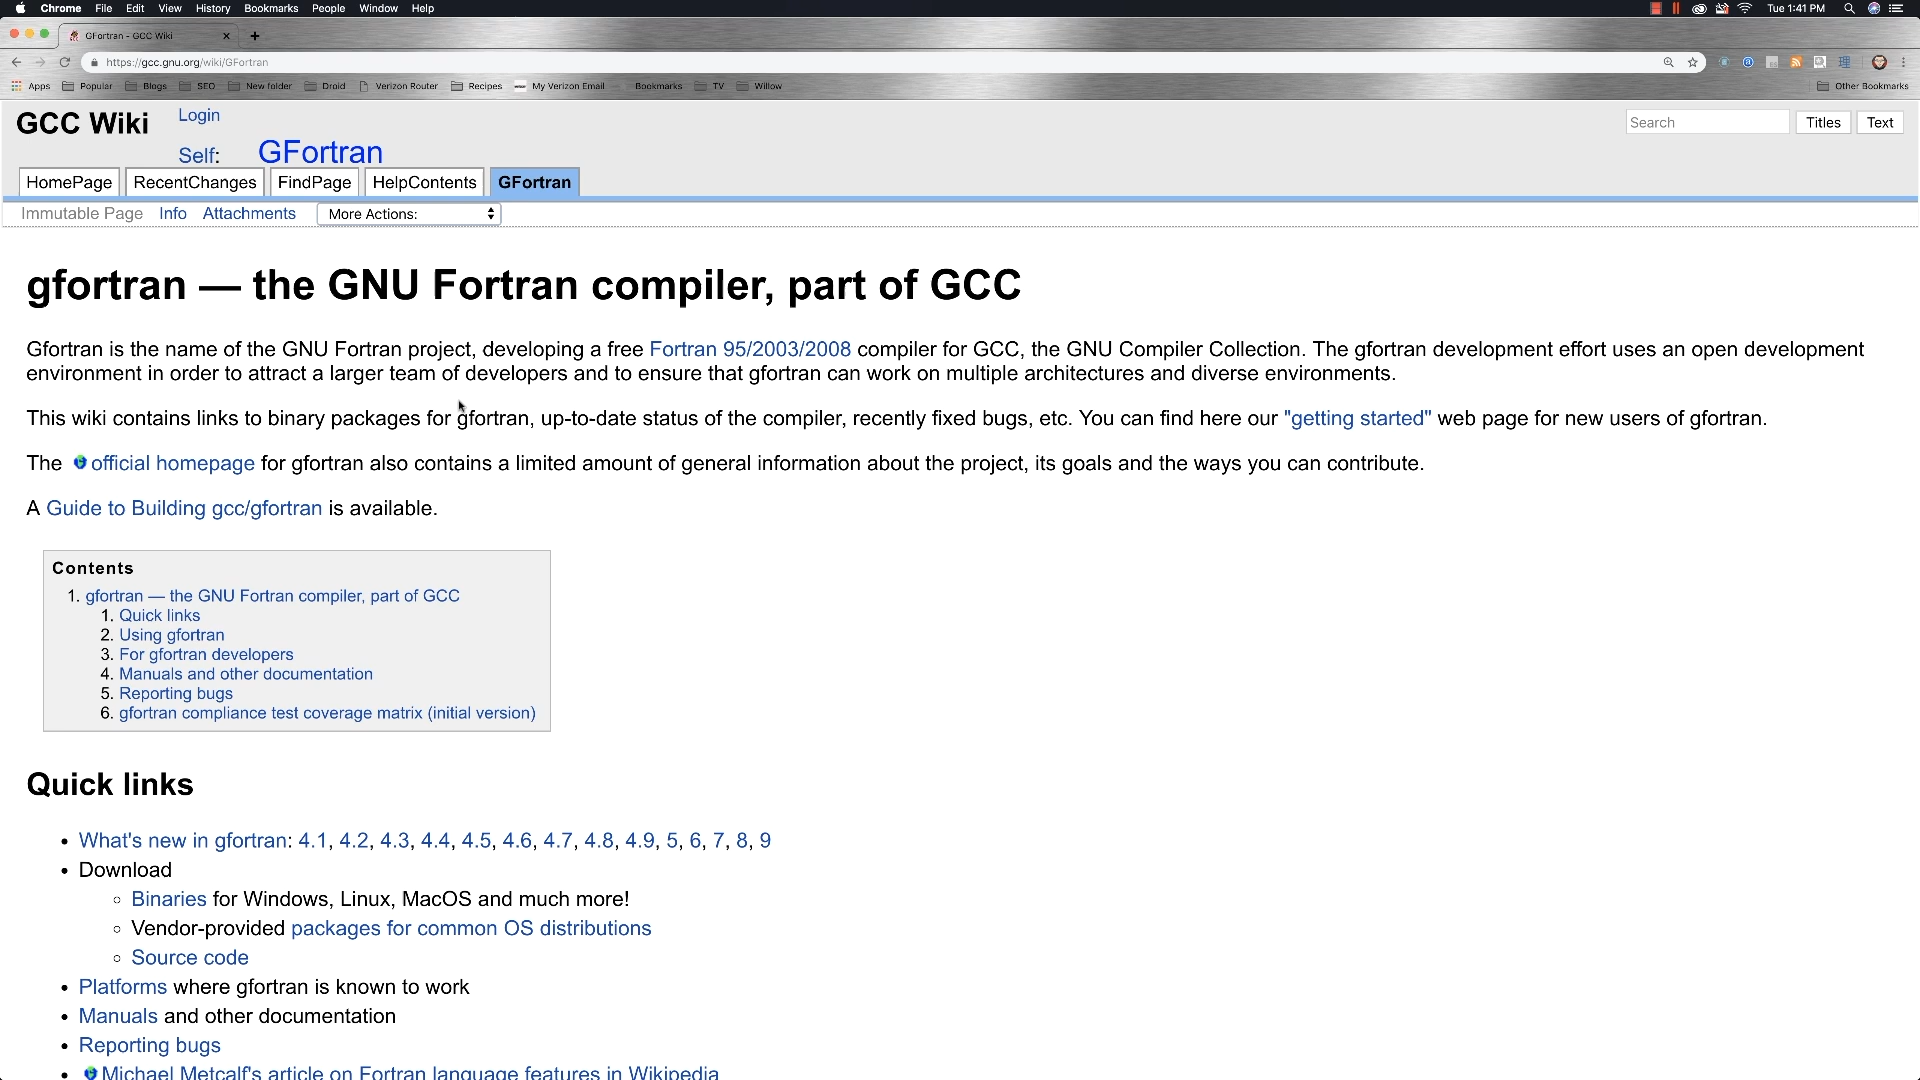 Chrome File Edit View History Bookmarks People Window Help Tue 1:41 PM
GFortran - GCC Wiki
https://gcc.gnu.org/wiki/GFortran
Apps Popular Blogs SEO New folder Droid Verizon Router Recipes My Verizon Email Bookmarks TV Willow Other Bookmarks
GCC Wiki Login Search Titles Text
Self: GFortran
HomePage RecentChanges FindPage HelpContents GFortran
Immutable Page Info Attachments More Actions:
gfortran — the GNU Fortran compiler, part of GCC
Gfortran is the name of the GNU Fortran project, developing a free Fortran 95/2003/2008 compiler for GCC, the GNU Compiler Collection. The gfortran development effort uses an open development
environment in order to attract a larger team of developers and to ensure that gfortran can work on multiple architectures and diverse environments.
This wiki contains links to binary packages for gfortran, up-to-date status of the compiler, recently fixed bugs, etc. You can find here our "getting started" web page for new users of gfortran.
The official homepage for gfortran also contains a limited amount of general information about the project, its goals and the ways you can contribute.
A Guide to Building gcc/gfortran is available.
Contents
1. gfortran — the GNU Fortran compiler, part of GCC
1. Quick links
2. Using gfortran
3. For gfortran developers
4. Manuals and other documentation
5. Reporting bugs
6. gfortran compliance test coverage matrix (initial version)
Quick links
• What's new in gfortran: 4.1, 4.2, 4.3, 4.4, 4.5, 4.6, 4.7, 4.8, 4.9, 5, 6, 7, 8, 9
• Download
◦ Binaries for Windows, Linux, MacOS and much more!
◦ Vendor-provided packages for common OS distributions
◦ Source code
• Platforms where gfortran is known to work
• Manuals and other documentation
• Reporting bugs
• Michael Metcalf's article on Fortran language features in Wikipedia